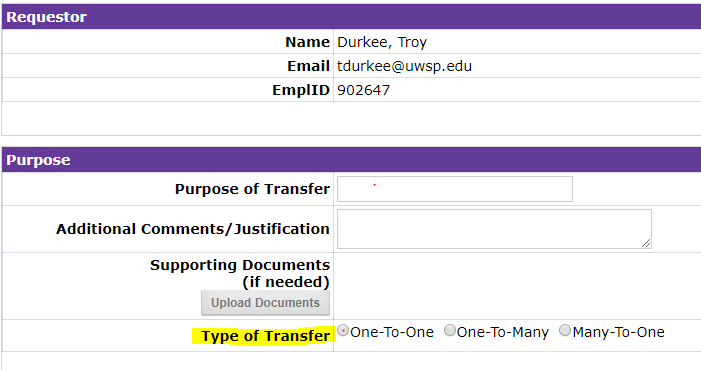 Requestor
Name Durkee, Troy
Email tdurkee@uwsp.edu
EmplID 902647
Purpose
Purpose of Transfer
Additional Comments/Justification
Supporting Documents
(if needed)
Upload Documents
Type of Transfer One-To-One One-To-Many Many-To-One